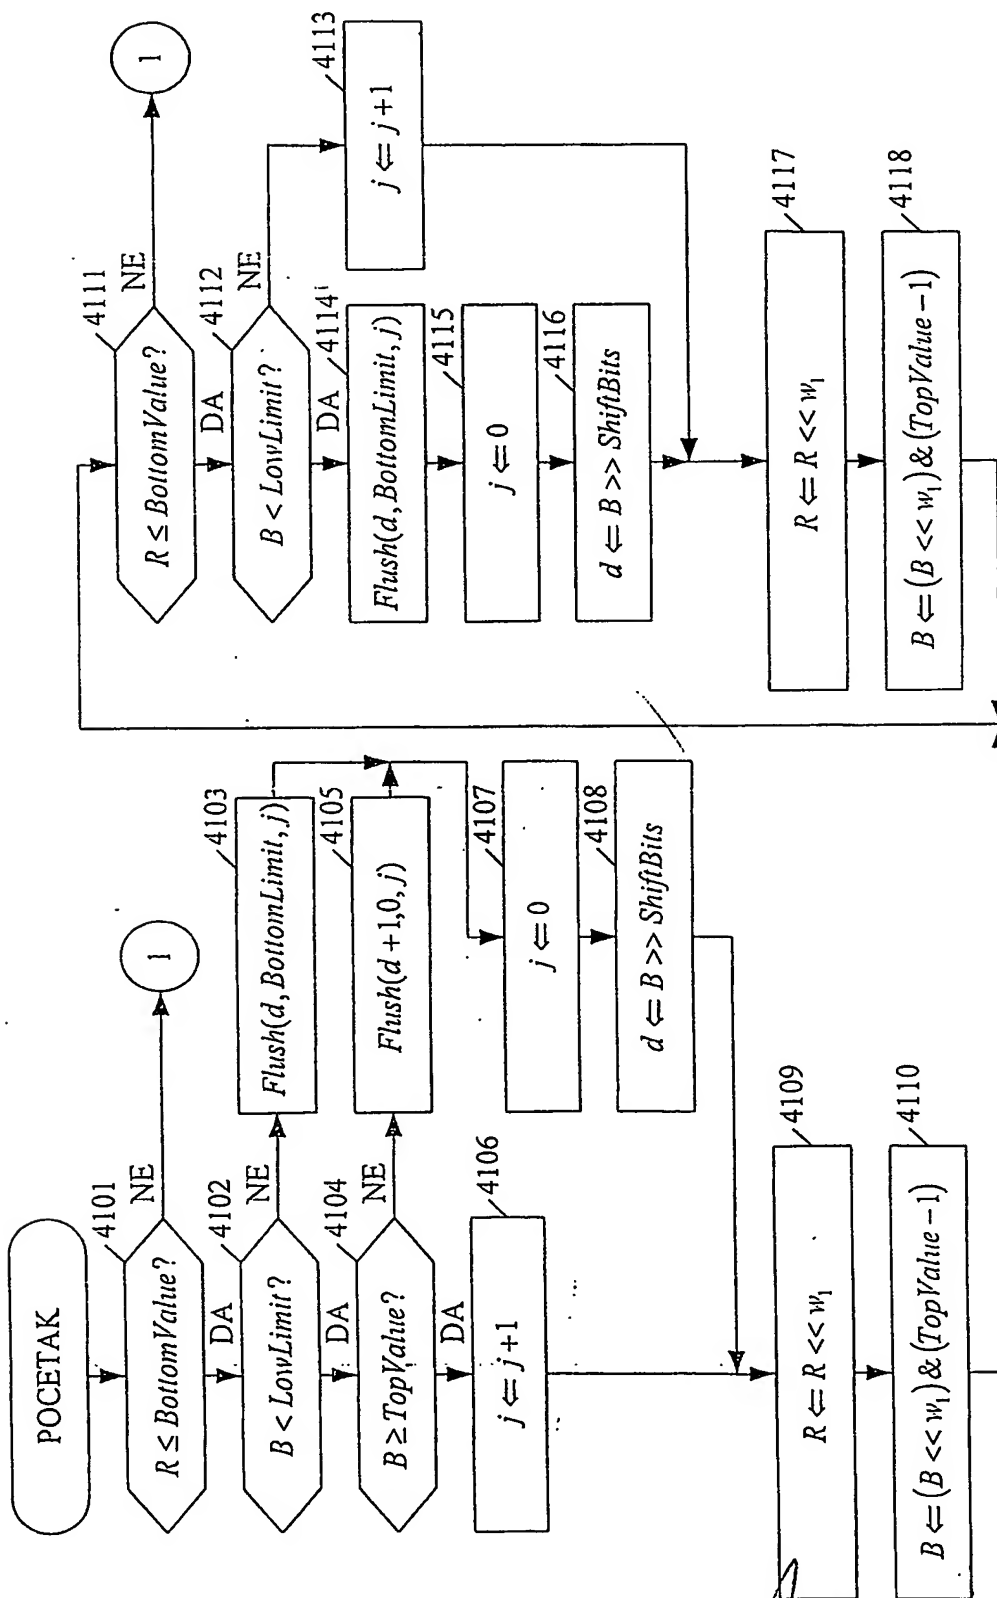 POCETAK
4101
R ≤ BottomValue?
NE
1
DA
4102
B < LowLimit?
NE
4103
Flush(d, BottomLimit, j)
DA
4104
B ≥ TopValue?
NE
4105
Flush(d+1,0,j)
DA
4106
j ⇐ j+1
4107
j ⇐ 0
4108
d ⇐ B >> ShiftBits
4109
R ⇐ R << w₁
4110
B ⇐ (B << w₁) & (TopValue−1)
4111
R ≤ BottomValue?
NE
1
DA
4112
B < LowLimit?
NE
4113
j ⇐ j+1
DA
4114
Flush(d, BottomLimit, j)
4115
j ⇐ 0
4116
d ⇐ B >> ShiftBits
4117
R ⇐ R << w₁
4118
B ⇐ (B << w₁) & (TopValue−1)